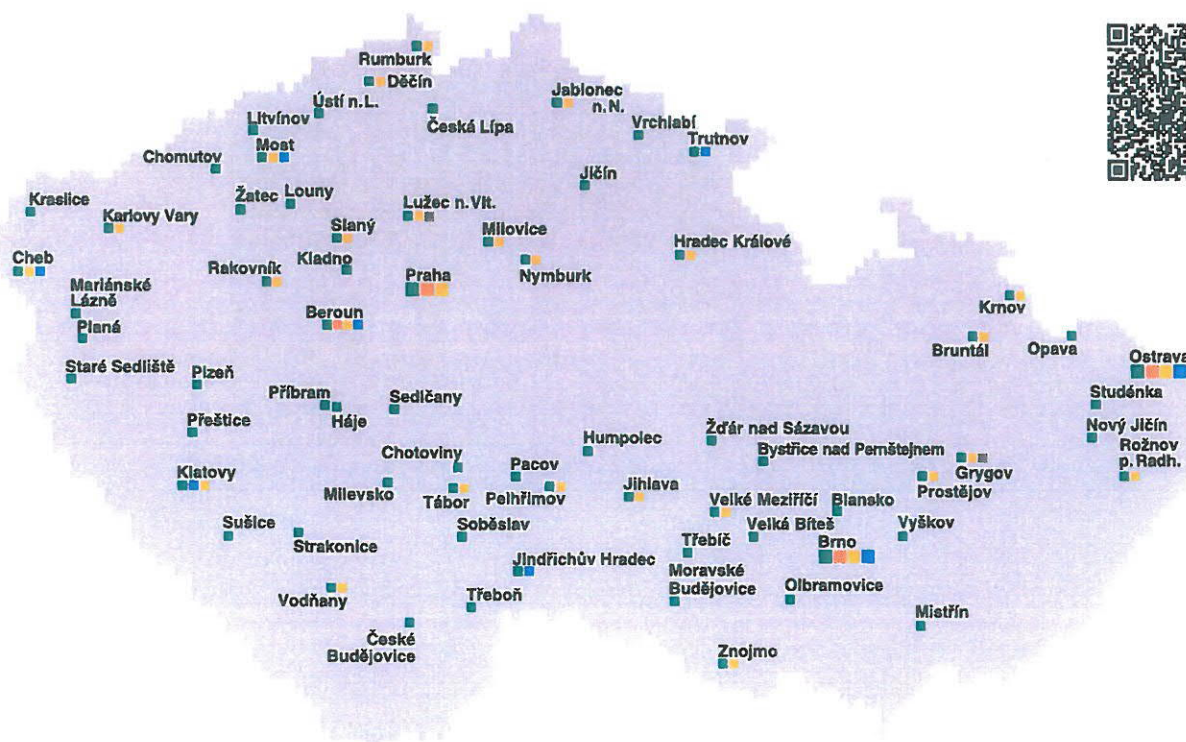 Rumburk
Děčín
Ústí n.L.
Jablonec
n. N.
Litvínov
Česká Lípa
Vrchlabí
Trutnov
Most
Chomutov
Jičín
Kraslice
Žatec
Louny
Karlovy Vary
Lužec n. Vlt.
Slaný
Milovice
Hradec Králové
Cheb
Kladno
Rakovník
Praha
Nymburk
Mariánské
Lázně
Krnov
Planá
Beroun
Bruntál
Opava
Ostrava
Staré Sedliště
Plzeň
Příbram
Háje
Sedlčany
Studénka
Přeštice
Humpolec
Žďár nad Sázavou
Nový Jičín
Bystřice nad Pernštejnem
Rožnov
p. Radh.
Chotoviny
Klatovy
Pacov
Grygov
Milevsko
Tábor
Pelhřimov
Jihlava
Prostějov
Velké Meziříčí
Blansko
Sušice
Strakonice
Soběslav
Velká Bíteš
Vyškov
Třebíč
Brno
Jindřichův Hradec
Moravské
Budějovice
Vodňany
Třeboň
Olbramovice
Mistřín
České
Budějovice
Znojmo